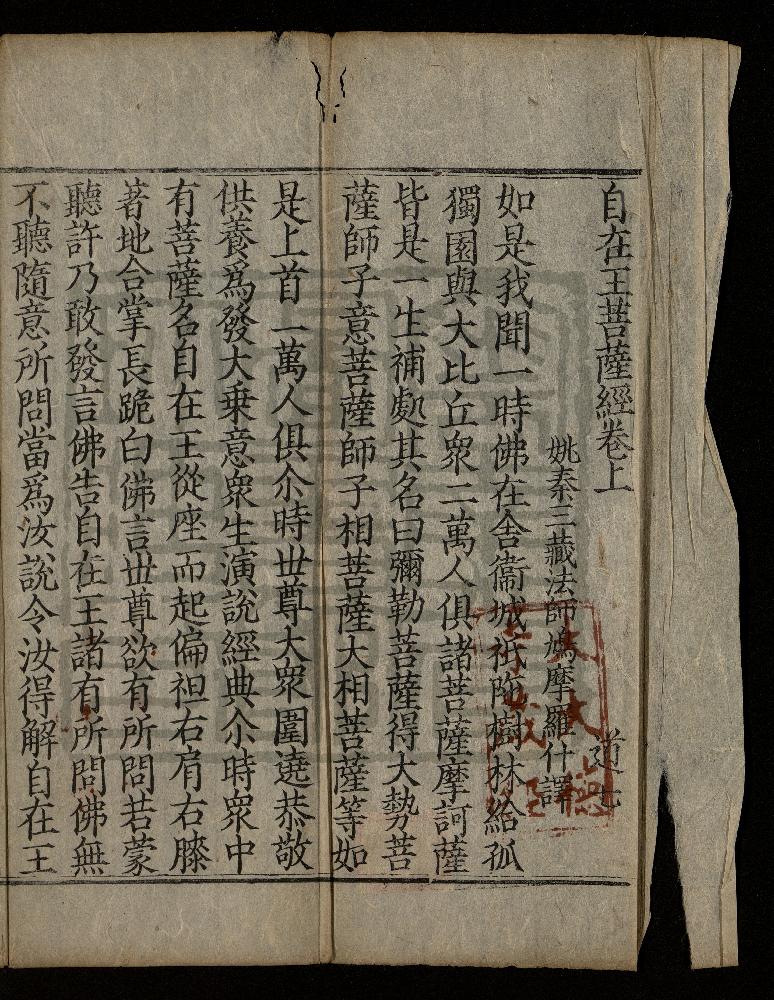 自在王菩薩經卷上
道七
姚秦三藏法師鳩摩羅什譯
如是我聞一時佛在舍衞城祇陁樹林給孤
獨園與大比丘衆二萬人俱諸菩薩摩訶薩
皆是一生補處其名曰彌勒菩薩得大勢菩
薩師子意菩薩師子相菩薩大相菩薩等如
是上首一萬人俱尒時世尊大衆圍遶恭敬
供養爲發大乗意衆生演說經典尒時衆中
有菩薩名自在王從座而起偏袒右肩右膝
著地合掌長跪白佛言世尊欲有所問若蒙
聽許乃敢發言佛告自在王諸有所問佛無
不聽隨意所問當爲汝說令汝得解自在王